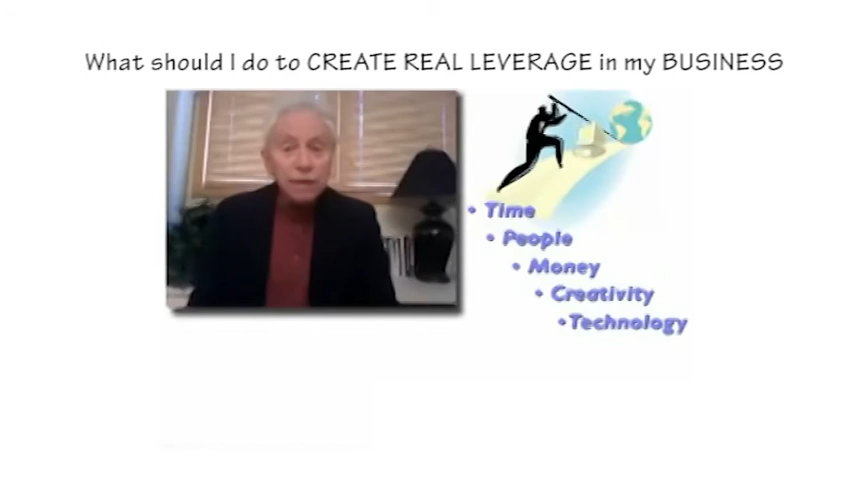 What should I do to CREATE REAL LEVERAGE in my BUSINESS
• Time
• People
• Money
• Creativity
• Technology